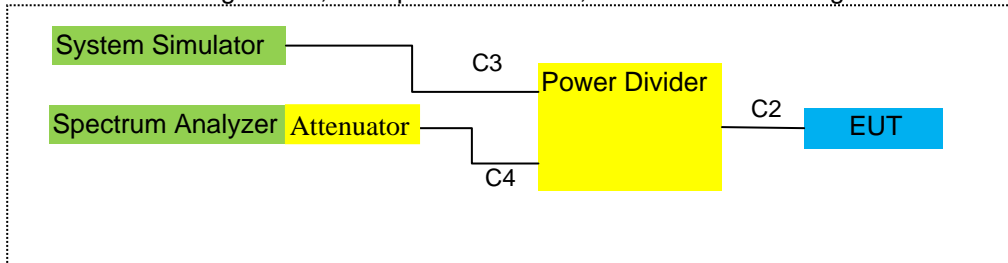 System Simulator
C3
Power Divider
C2
Spectrum Analyzer Attenuator
EUT
C4